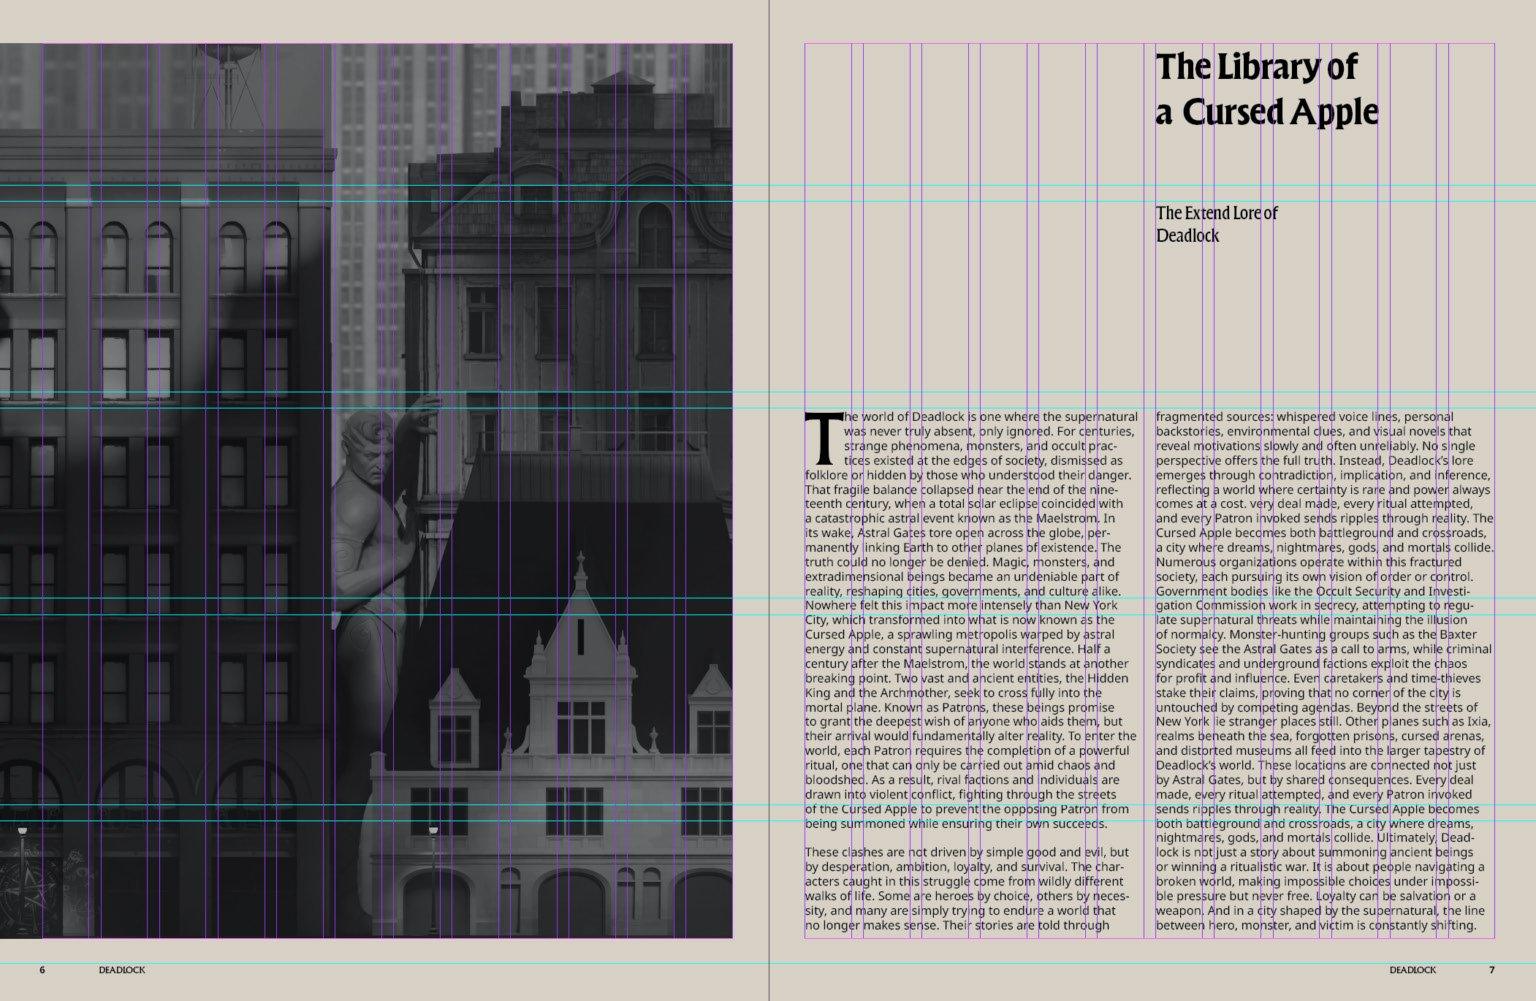 The Library of
a Cursed Apple
The Extend Lore of
Deadlock
The world of Deadlock is one where the supernatural
was never truly absent, only ignored. For centuries,
strange phenomena, monsters, and occult prac-
tices existed at the edges of society, dismissed as
folklore or hidden by those who understood their danger.
That fragile balance collapsed near the end of the nine-
teenth century, when a total solar eclipse coincided with
a catastrophic astral event known as the Maelstrom. In
its wake, Astral Gates tore open across the globe, per-
manently linking Earth to other planes of existence. The
truth could no longer be denied. Magic, monsters, and
extradimensional beings became an undeniable part of
reality, reshaping cities, governments, and culture alike.
Nowhere felt this impact more intensely than New York
City, which transformed into what is now known as the
Cursed Apple, a sprawling metropolis warped by astral
energy and constant supernatural interference. Half a
century after the Maelstrom, the world stands at another
breaking point. Two vast and ancient entities, the Hidden
King and the Archmother, seek to cross fully into the
mortal plane. Known as Patrons, these beings promise
to grant the deepest wish of anyone who aids them, but
their arrival would fundamentally alter reality. To enter the
world, each Patron requires the completion of a powerful
ritual, one that can only be carried out amid chaos and
bloodshed. As a result, rival factions and individuals are
drawn into violent conflict, fighting through the streets
of the Cursed Apple to prevent the opposing Patron from
being summoned while ensuring their own succeeds.
These clashes are not driven by simple good and evil, but
by desperation, ambition, loyalty, and survival. The char-
acters caught in this struggle come from wildly different
walks of life. Some are heroes by choice, others by neces-
sity, and many are simply trying to endure a world that
no longer makes sense. Their stories are told through
fragmented sources: whispered voice lines, personal
backstories, environmental clues, and visual novels that
reveal motivations slowly and often unreliably. No single
perspective offers the full truth. Instead, Deadlock's lore
emerges through contradiction, implication, and inference,
reflecting a world where certainty is rare and power always
comes at a cost. very deal made, every ritual attempted,
and every Patron invoked sends ripples through reality. The
Cursed Apple becomes both battleground and crossroads,
a city where dreams, nightmares, gods, and mortals collide.
Numerous organizations operate within this fractured
society, each pursuing its own vision of order or control.
Government bodies like the Occult Security and Investi-
gation Commission work in secrecy, attempting to regu-
late supernatural threats while maintaining the illusion
of normalcy. Monster-hunting groups such as the Baxter
Society see the Astral Gates as a call to arms, while criminal
syndicates and underground factions exploit the chaos
for profit and influence. Even caretakers and time-thieves
stake their claims, proving that no corner of the city is
untouched by competing agendas. Beyond the streets of
New York lie stranger places still. Other planes such as Ixia,
realms beneath the sea, forgotten prisons, cursed arenas,
and distorted museums all feed into the larger tapestry of
Deadlock's world. These locations are connected not just
by Astral Gates, but by shared consequences. Every deal
made, every ritual attempted, and every Patron invoked
sends ripples through reality. The Cursed Apple becomes
both battleground and crossroads, a city where dreams,
nightmares, gods, and mortals collide. Ultimately, Dead-
lock is not just a story about summoning ancient beings
or winning a ritualistic war. It is about people navigating a
broken world, making impossible choices under impossi-
ble pressure but never free. Loyalty can be salvation or a
weapon. And in a city shaped by the supernatural, the line
between hero, monster, and victim is constantly shifting.
6 DEADLOCK
DEADLOCK 7